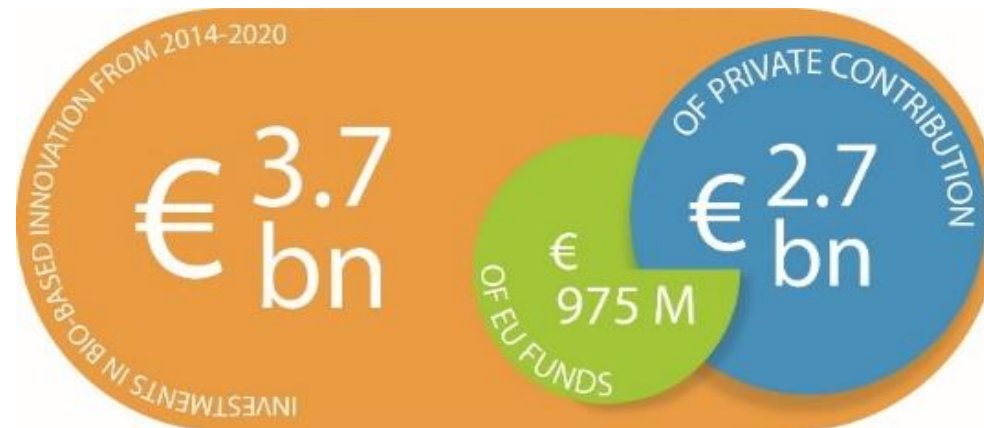 INVESTMENTS IN BIO-BASED INNOVATION FROM 2014-2020
€ 3.7
bn
€
975 M
OF EU FUNDS
OF PRIVATE CONTRIBUTION
€ 2.7
bn